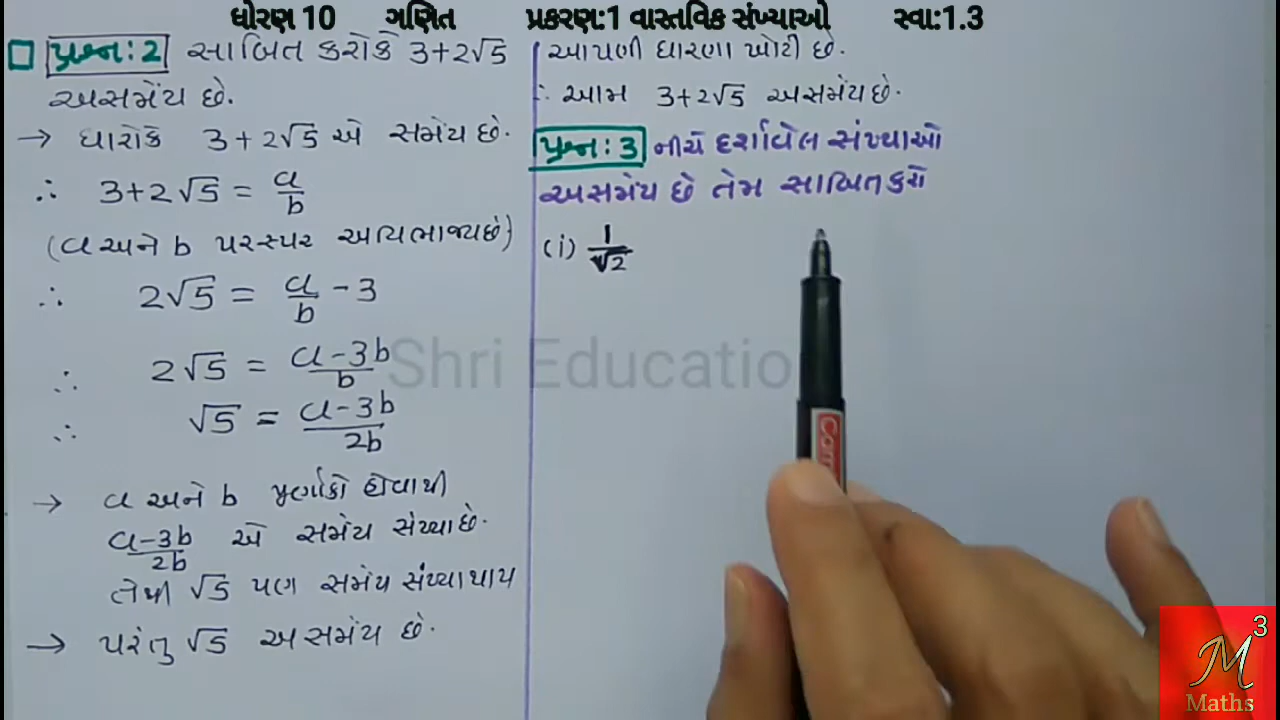 ધોરણ 10 ગણિત પ્રકરણ:1 વાસ્તવિક સંખ્યાઓ સ્વા:1.3
પ્રશ્ન:2 સાબિત કરોકે 3+2√5
અસમેય છે.
→ ધારોકે 3+2√5 એ સમેય છે.
∴ 3+2√5 = a/b
(a અને b પરસ્પર અવિભાજ્ય છે)
∴ 2√5 = a/b - 3
∴ 2√5 = a-3b/b
∴ √5 = a-3b/2b
→ a અને b પૂર્ણાંકો હોવાથી
a-3b/2b એ સમેય સંખ્યા છે.
તેથી √5 પણ સમેય સંખ્યા થાય
→ પરંતુ √5 અસમેય છે.
આપણી ધારણા ખોટી છે.
∴ આમ 3+2√5 અસમેય છે.
પ્રશ્ન:3 નીચે દર્શાવેલ સંખ્યાઓ
અસમેય છે તેમ સાબિત કરો
(i) 1/√2
Shri Educatio
M³
Maths